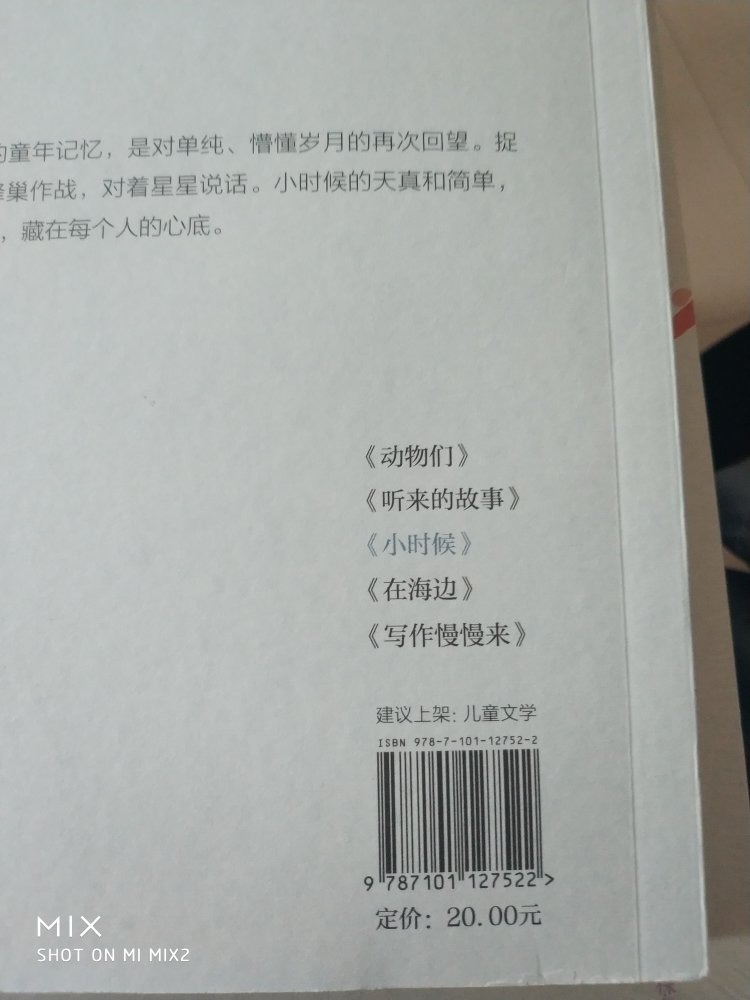 的童年记忆，是对单纯、懵懂岁月的再次回望。捉
蜂巢作战，对着星星说话。小时候的天真和简单，
，藏在每个人的心底。
《动物们》
《听来的故事》
《小时候》
《在海边》
《写作慢慢来》
建议上架：儿童文学
ISBN 978-7-101-12752-2
9 787101 127522 >
定价：20.00元
MIX
SHOT ON MI MIX2